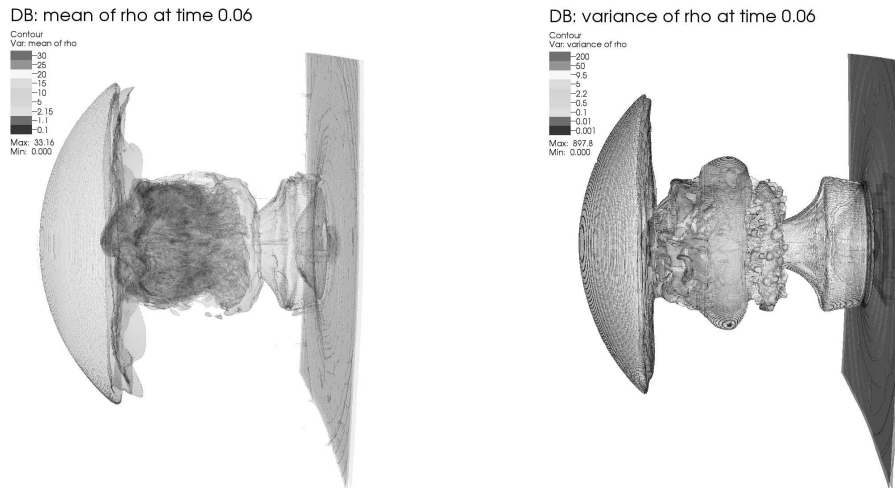 DB: mean of rho at time 0.06
Contour
Var: mean of rho
30
25
20
15
10
5
2.15
1.1
0.1
Max: 33.16
Min: 0.000
DB: variance of rho at time 0.06
Contour
Var: variance of rho
200
50
9.5
5
2.2
0.5
0.1
0.01
0.001
Max: 897.8
Min: 0.000